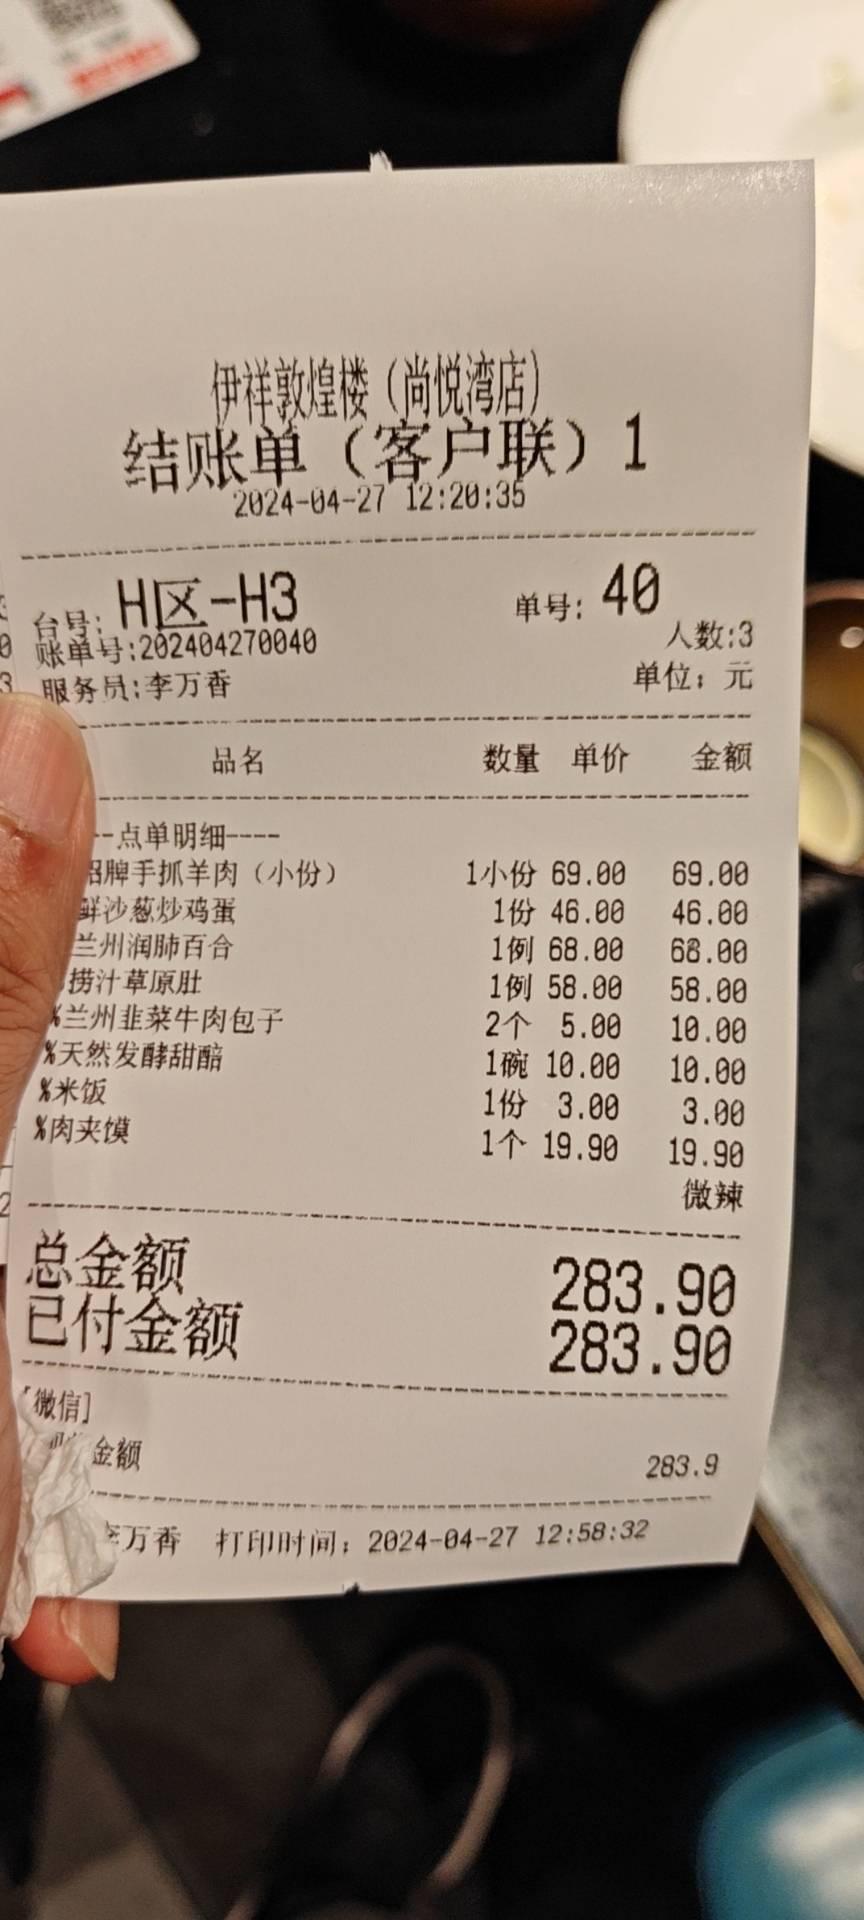 伊祥敦煌楼（尚悦湾店）
结账单（客户联）1
2024-04-27 12:20:35
台号: H区-H3 单号: 40
账单号:202404270040 人数:3
服务员:李万香 单位：元
品名 数量 单价 金额
--点单明细----
招牌手抓羊肉（小份） 1小份 69.00 69.00
鲜沙葱炒鸡蛋 1份 46.00 46.00
兰州润肺百合 1例 68.00 68.00
捞汁草原肚 1例 58.00 58.00
%兰州韭菜牛肉包子 2个 5.00 10.00
%天然发酵甜醅 1碗 10.00 10.00
%米饭 1份 3.00 3.00
%肉夹馍 1个 19.90 19.90
微辣
总金额 283.90
已付金额 283.90
[微信]
金额 283.9
李万香 打印时间：2024-04-27 12:58:32